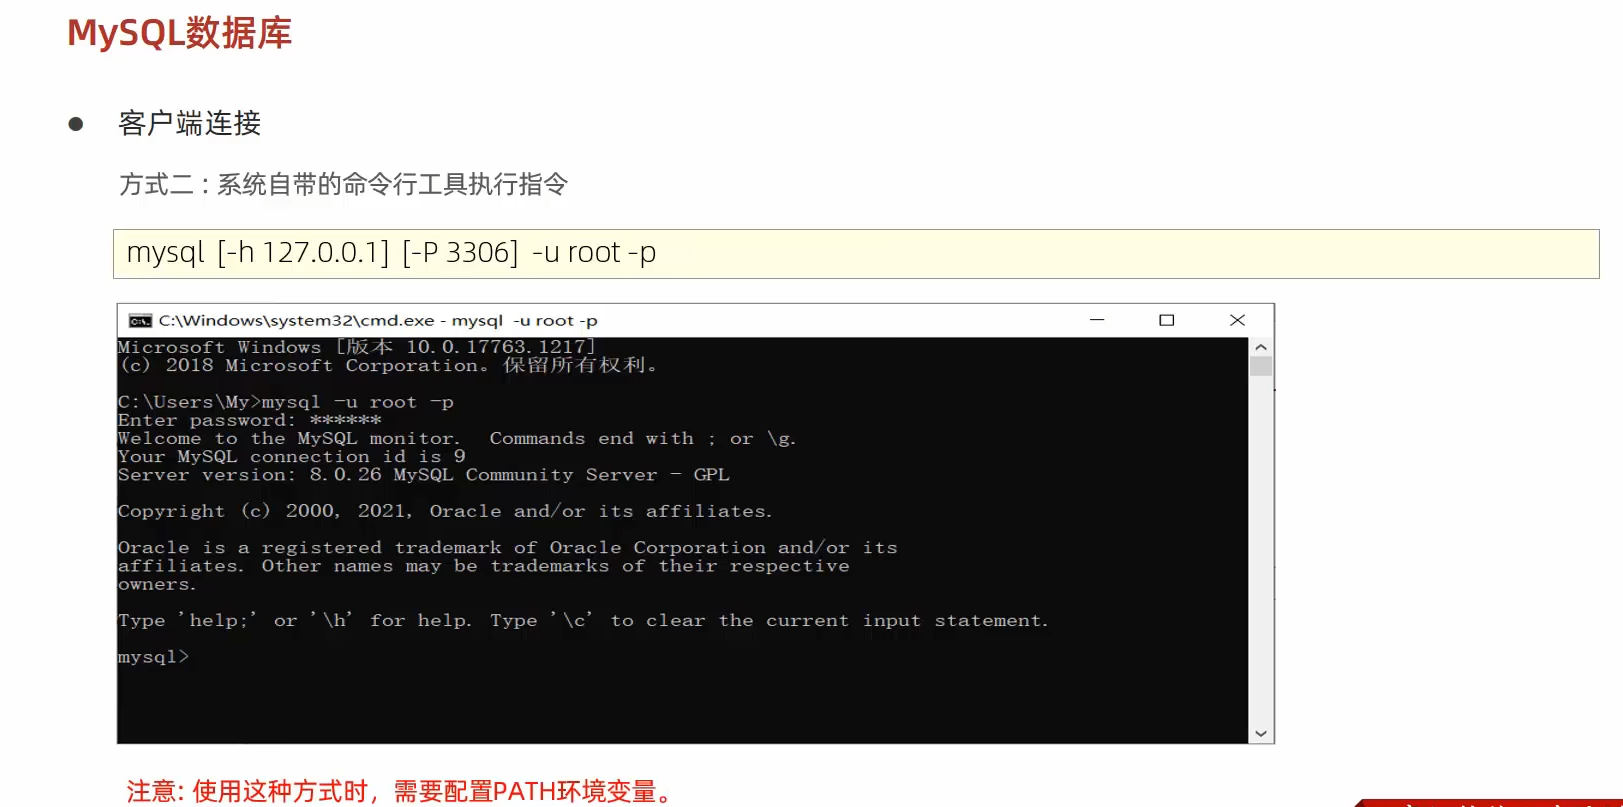 MySQL数据库
客户端连接
方式二 : 系统自带的命令行工具执行指令
mysql [-h 127.0.0.1] [-P 3306] -u root -p
C:\Windows\system32\cmd.exe - mysql -u root -p
Microsoft Windows [版本 10.0.17763.1217]
(c) 2018 Microsoft Corporation。保留所有权利。
C:\Users\My>mysql -u root -p
Enter password: ******
Welcome to the MySQL monitor. Commands end with ; or \g.
Your MySQL connection id is 9
Server version: 8.0.26 MySQL Community Server - GPL
Copyright (c) 2000, 2021, Oracle and/or its affiliates.
Oracle is a registered trademark of Oracle Corporation and/or its
affiliates. Other names may be trademarks of their respective
owners.
Type 'help;' or '\h' for help. Type '\c' to clear the current input statement.
mysql>
注意: 使用这种方式时，需要配置PATH环境变量。